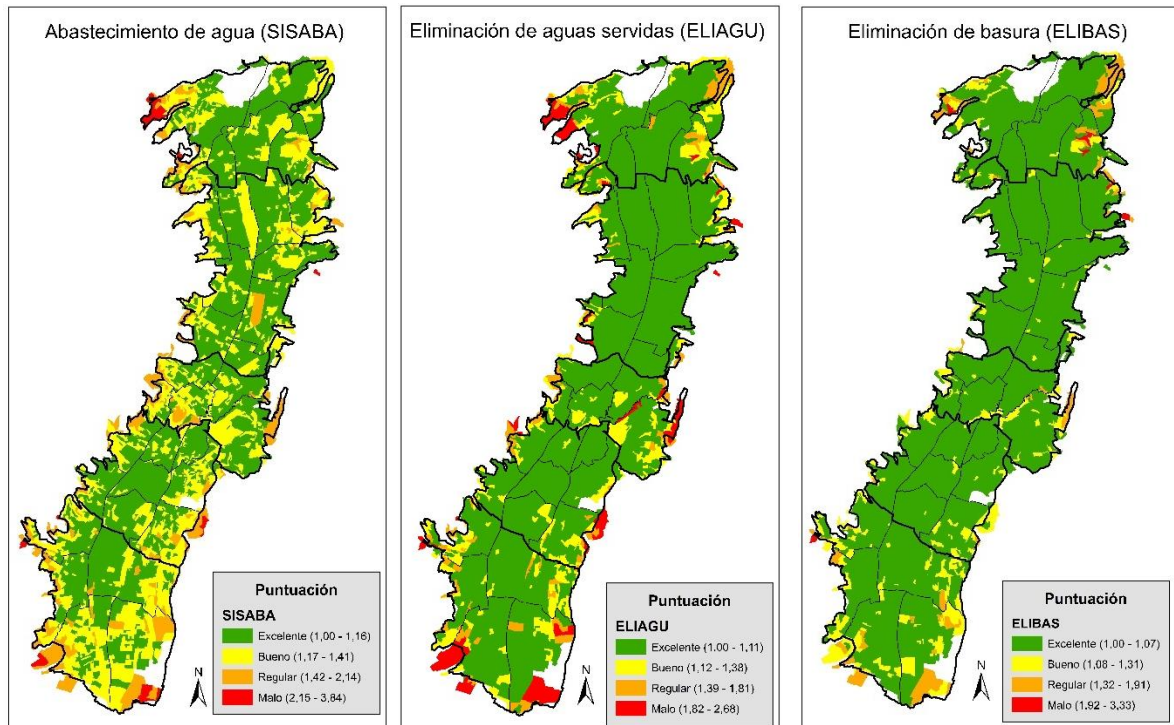 Abastecimiento de agua (SISABA)
N
Puntuación
SISABA
Excelente (1,00 - 1,16)
Bueno (1,17 - 1,41)
Regular (1,42 - 2,14)
Malo (2,15 - 3,84)
Eliminación de aguas servidas (ELIAGU)
N
Puntuación
ELIAGU
Excelente (1.00 - 1,11)
Bueno (1,12 - 1,38)
Regular (1,39 - 1,81)
Malo (1,82 - 2,68)
Eliminación de basura (ELIBAS)
N
Puntuación
ELIBAS
Excelente (1,00 - 1,07)
Bueno (1,08 - 1,31)
Regular (1,32 - 1,91)
Malo (1,92 - 3,33)